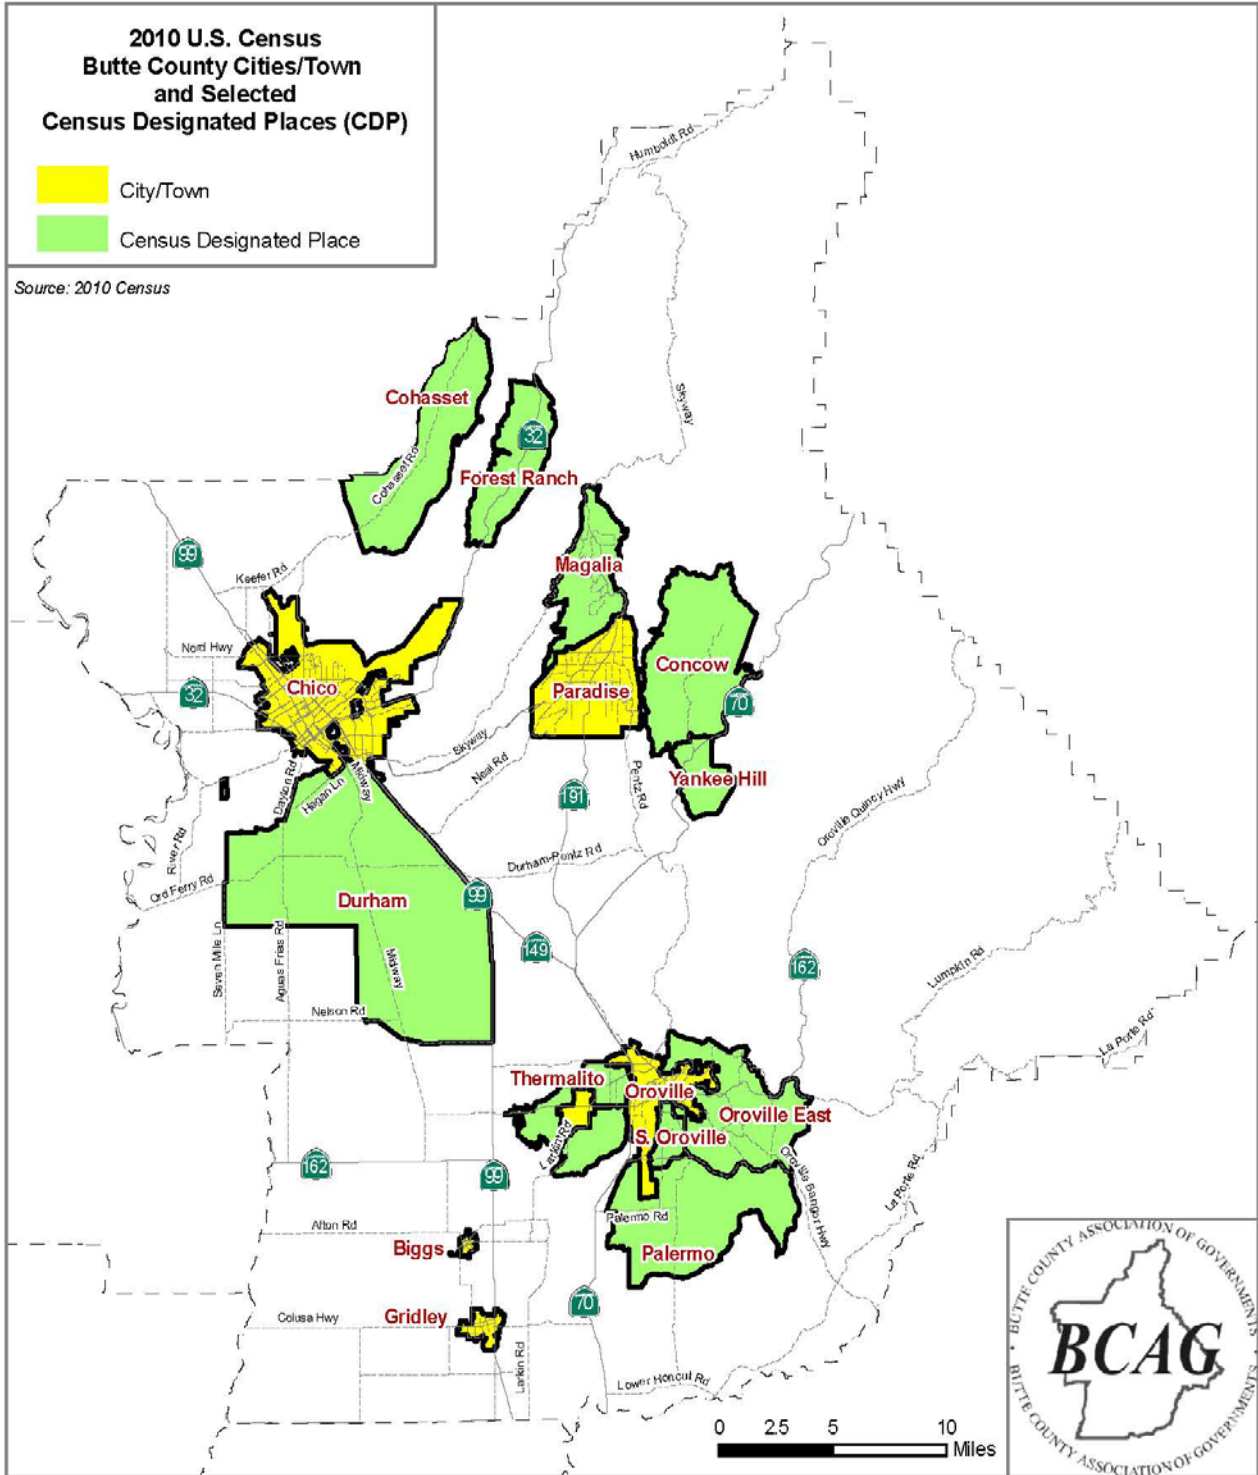 2010 U.S. Census
Butte County Cities/Town
and Selected
Census Designated Places (CDP)
City/Town
Census Designated Place
Source: 2010 Census
Humboldt Rd
Skyway
Cohasset
32
Cohasset Rd
Forest Ranch
99
Magalia
Keefer Rd
Nord Hwy
Concow
Chico
Paradise
32
70
Skyway
Neal Rd
Yankee Hill
Dayton Rd
Midway
Hegan Ln
191
Pentz Rd
Oroville Quincy Hwy
River Rd
Durham-Pentz Rd
Ord Ferry Rd
99
Durham
Seven Mile Ln
Aguas Frias Rd
Midway
149
162
Lumpkin Rd
Nelson Rd
La Porte Rd
Thermalito
Oroville
Oroville East
S. Oroville
Larkin Rd
162
99
Oroville Bangor Hwy
La Porte Rd
Afton Rd
Palermo Rd
Biggs
Palermo
Gridley
Colusa Hwy
70
Larkin Rd
Lower Honcut Rd
0 2.5 5 10
Miles
BUTTE COUNTY ASSOCIATION OF GOVERNMENTS
BCAG
BUTTE COUNTY ASSOCIATION OF GOVERNMENTS